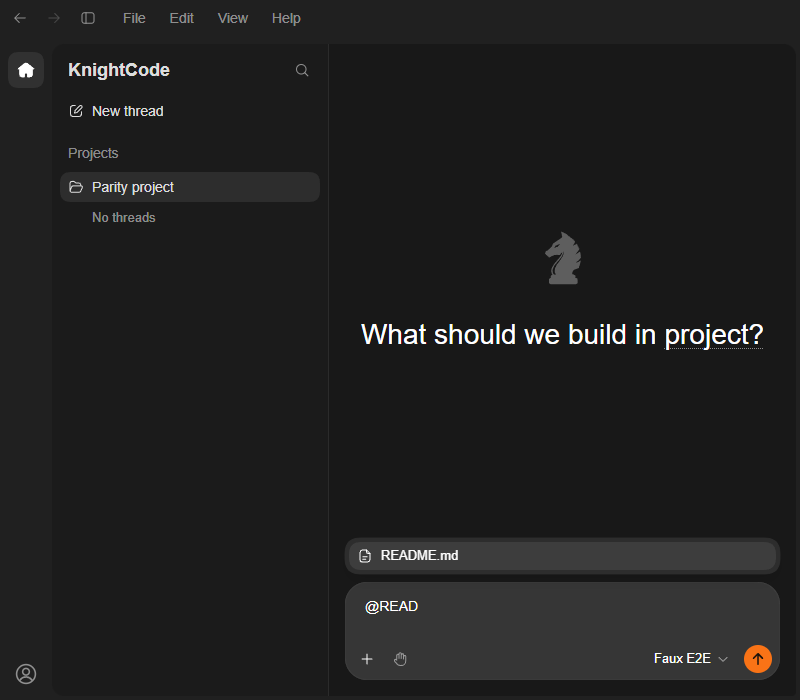 File Edit View Help
KnightCode
New thread
Projects
Parity project
No threads
What should we build in project?
README.md
@READ
Faux E2E